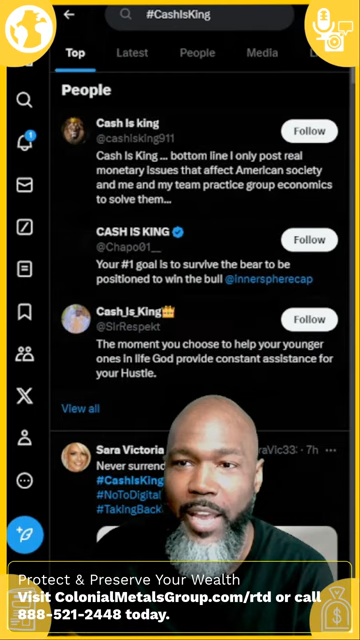 #CashIsKing
Top Latest People Media
People
Cash Is king
@cashisking911
Follow
Cash Is King ... bottom line I only post real
monetary issues that affect American society
and me and my team practice group economics
to solve them...
CASH IS KING
@Chapo01__
Follow
Your #1 goal is to survive the bear to be
positioned to win the bull @innerspherecap
Cash_Is_King
@SirRespekt
Follow
The moment you choose to help your younger
ones in life God provide constant assistance for
your Hustle.
View all
Sara Victoria
· 7h
Never surrend
#CashIsKing
#NoToDigital
#TakingBack
Protect & Preserve Your Wealth
Visit ColonialMetalsGroup.com/rtd or call
888-521-2448 today.